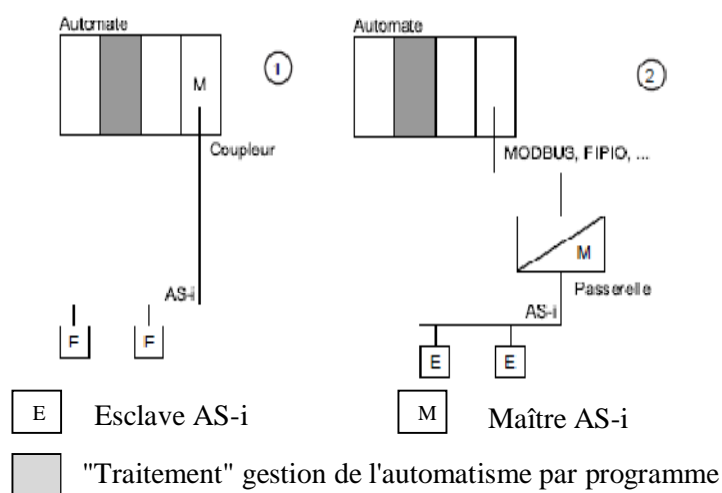 Automate
M
1
Coupleur
AS-i
F F
Automate
2
MODBUS, FIPIO, ...
M
Passerelle
AS-i
E E
E Esclave AS-i
M Maître AS-i
"Traitement" gestion de l'automatisme par programme